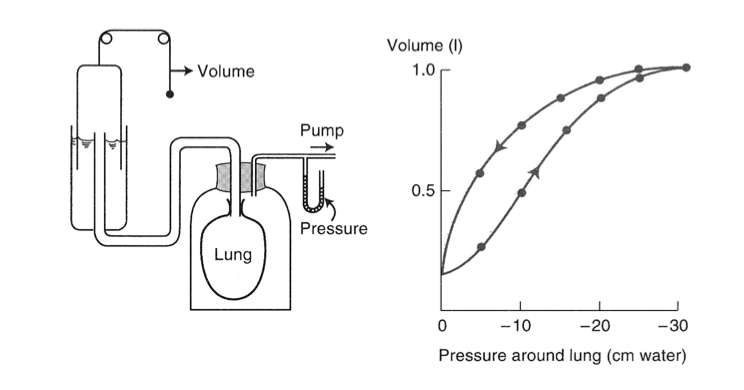 Volume
Pump
Pressure
Lung
Volume (l)
1.0
0.5
0
−10
−20
−30
Pressure around lung (cm water)